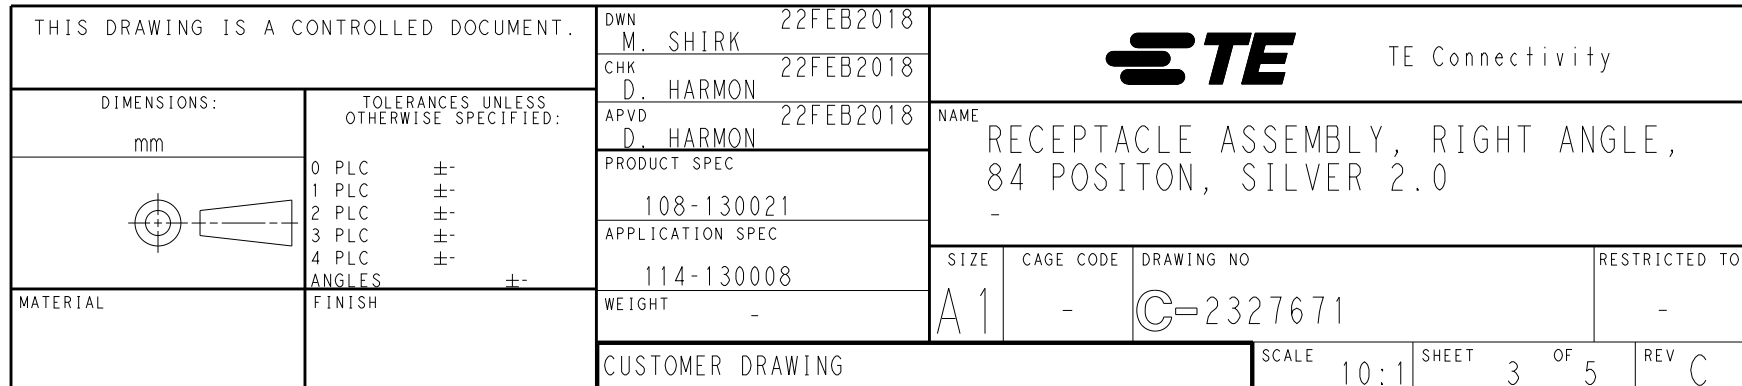 THIS DRAWING IS A CONTROLLED DOCUMENT.
DIMENSIONS:
mm
TOLERANCES UNLESS
OTHERWISE SPECIFIED:
0 PLC ±-
1 PLC ±-
2 PLC ±-
3 PLC ±-
4 PLC ±-
ANGLES ±-
MATERIAL
FINISH
DWN 22FEB2018
M. SHIRK
CHK 22FEB2018
D. HARMON
APVD 22FEB2018
D. HARMON
PRODUCT SPEC
108-130021
APPLICATION SPEC
114-130008
WEIGHT -
CUSTOMER DRAWING
TE TE Connectivity
NAME
RECEPTACLE ASSEMBLY, RIGHT ANGLE,
84 POSITON, SILVER 2.0
-
SIZE
A1
CAGE CODE
-
DRAWING NO
C-2327671
RESTRICTED TO
-
SCALE 10:1
SHEET 3 OF 5
REV C